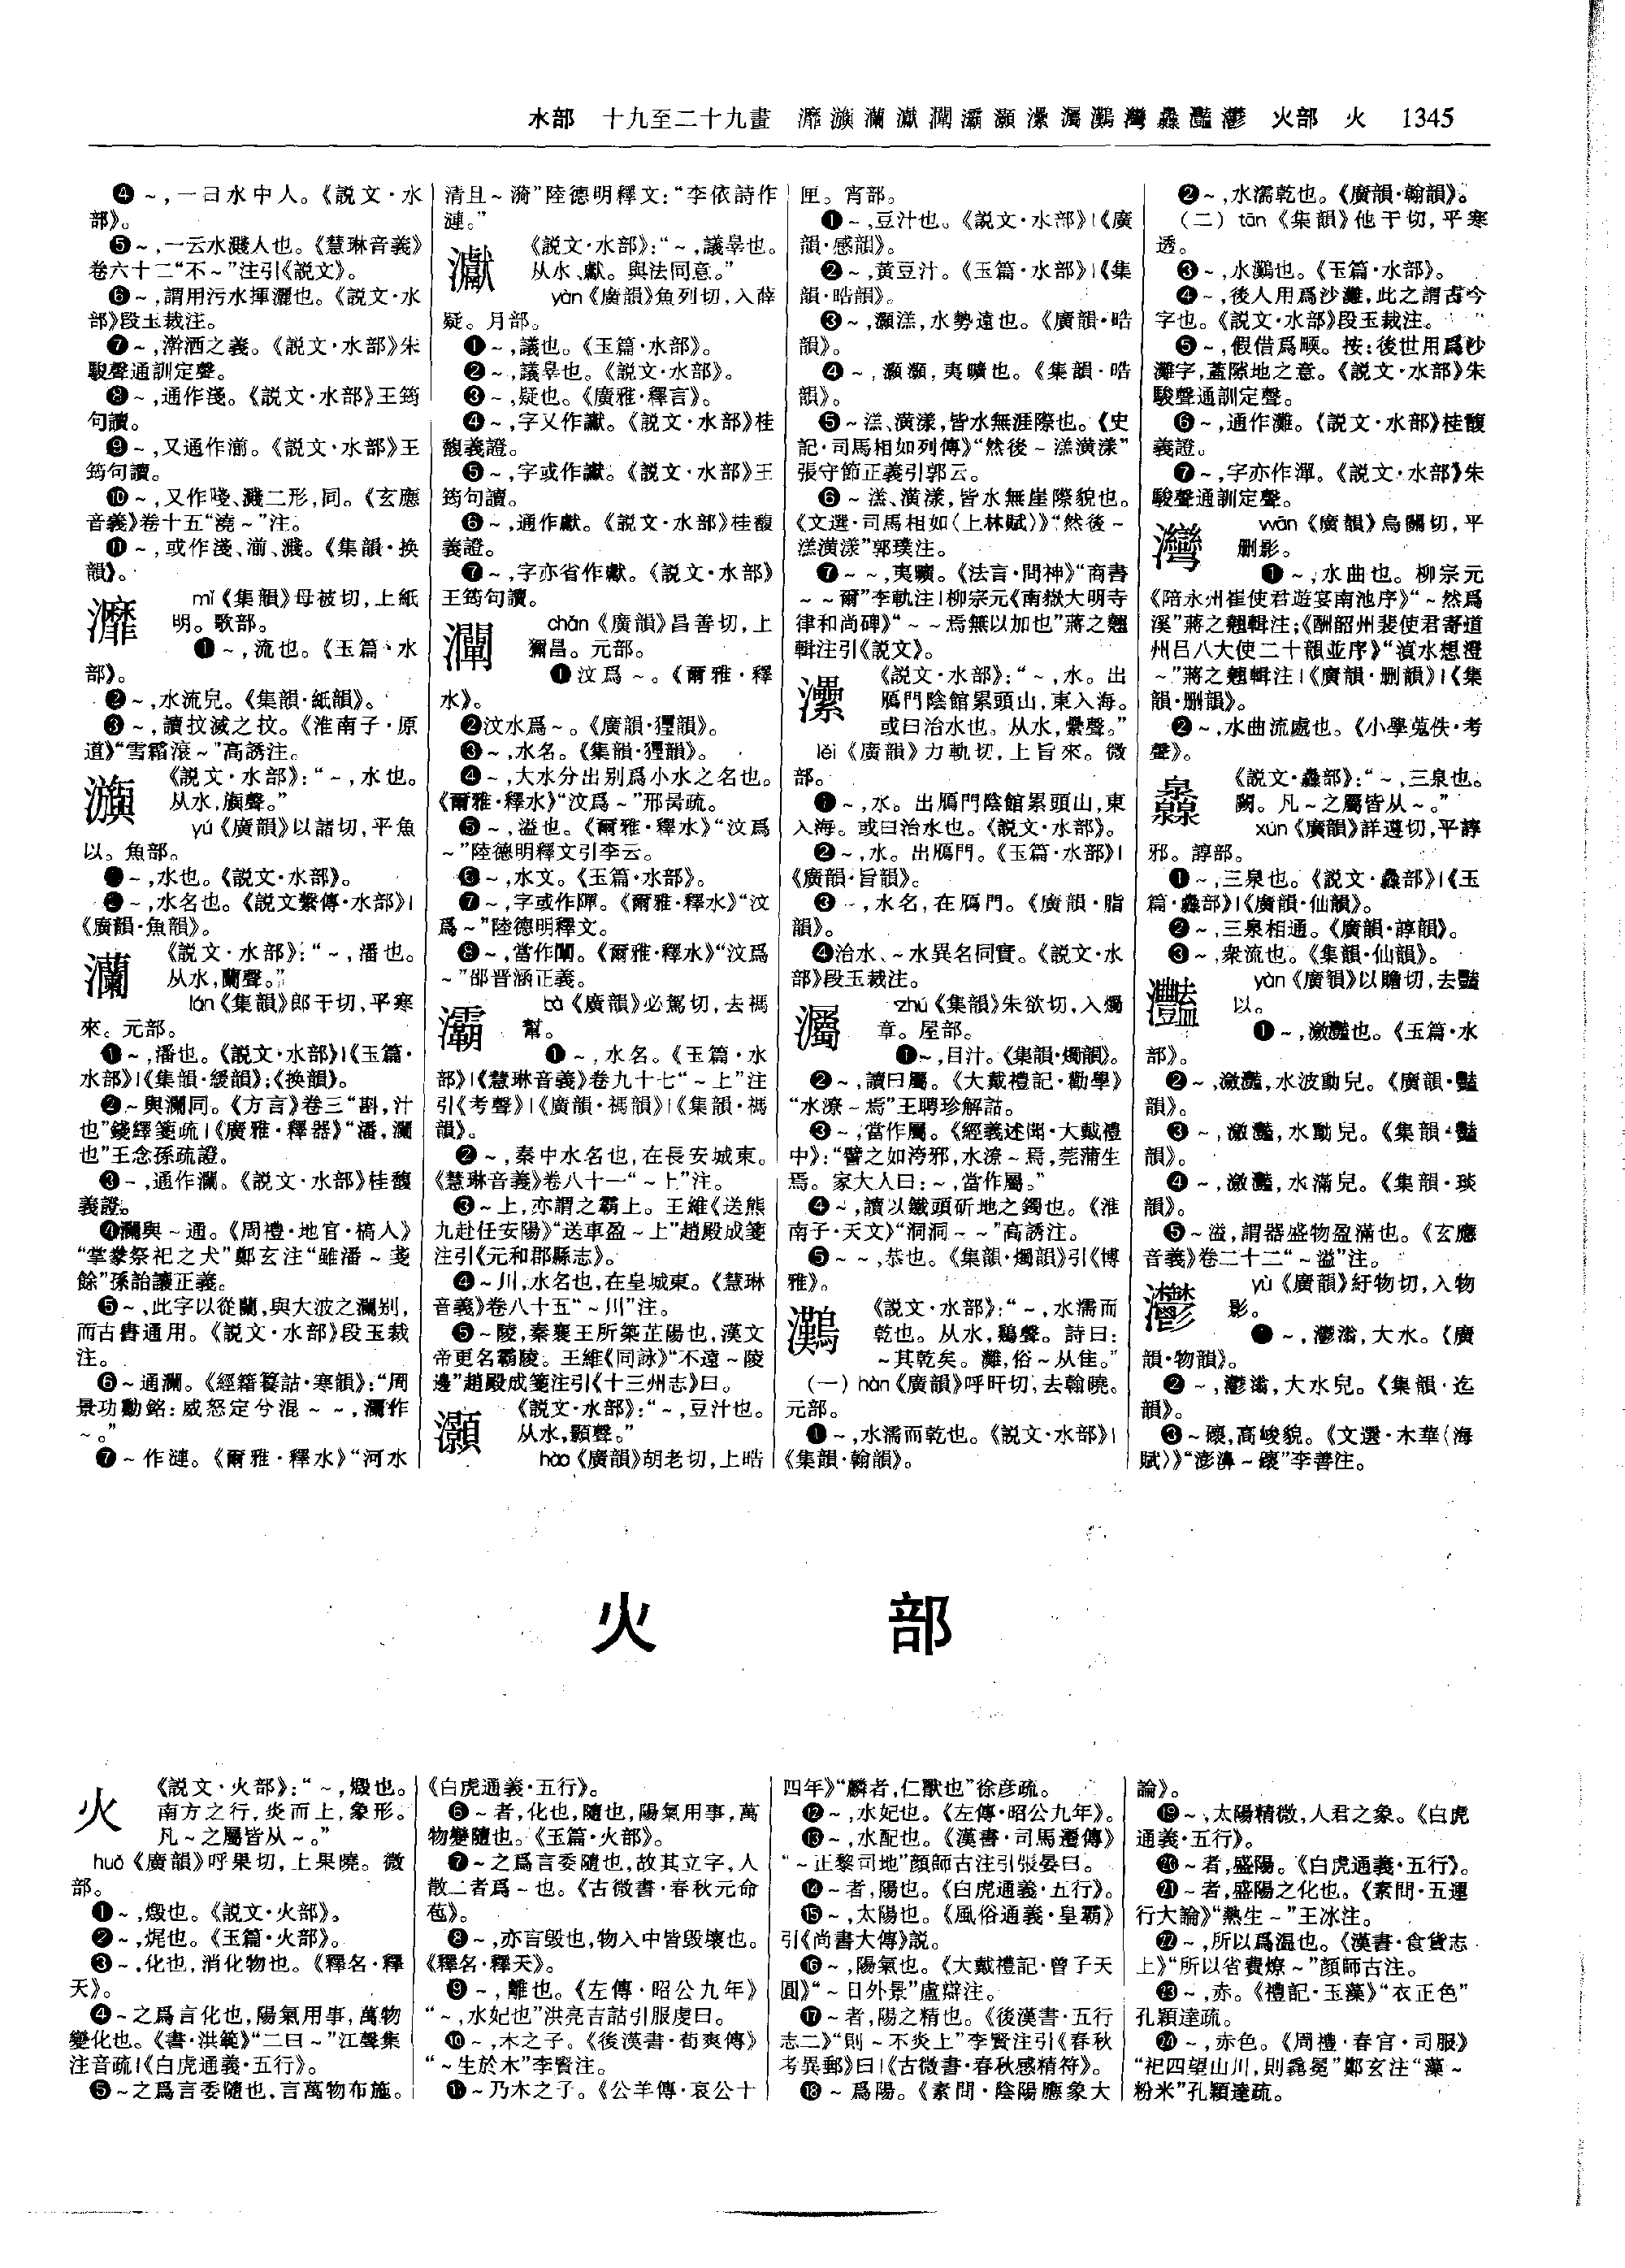 水部 十九至二十九畫 灖㵀灡瀗灛灞灝灅灟灘灣灥灩灪 火部 火 1345
❹～,一曰水中人。《説文·水
部》。
❺～,一云水濺人也。《慧琳音義》
卷六十二“不～”注引《説文》。
❻～,謂用污水揮灑也。《説文·水
部》段玉裁注。
❼～,濽洒之義。《説文·水部》朱
駿聲通訓定聲。
❽～,通作淺。《説文·水部》王筠
句讀。
❾～,又通作湔。《説文·水部》王
筠句讀。
❿～,又作唛、濺二形,同。《玄應
音義》卷十五“澆～”注。
⓫～,或作淺、湔、濺。《集韻·换
韻》。
灖 mǐ《集韻》母被切,上紙
明。歌部。
❶～,流也。《玉篇·水
部》。
❷～,水流皃。《集韻·紙韻》。
❸～,讀抆滅之抆。《淮南子·原
道》“雪霜滾～”高誘注。
《説文·水部》:“～,水也。
从水,旟聲。”
yú《廣韻》以諸切,平魚
以。魚部。
❶～,水也。《説文·水部》。
❷～,水名也。《説文繫傳·水部》|
《廣韻·魚韻》。
灡 《説文·水部》:“～,潘也。
从水,蘭聲。”
lán《集韻》郎干切,平寒
來。元部。
❶～,潘也。《説文·水部》|《玉篇·
水部》|《集韻·緩韻》;《换韻》。
❷～與瀾同。《方言》卷三“斟,汁
也”錢繹箋疏|《廣雅·釋器》“潘,瀾
也”王念孫疏證。
❸～,通作瀾。《説文·水部》桂馥
義證。
❹瀾與～通。《周禮·地官·槁人》
“掌豢祭祀之犬”鄭玄注“雖潘～戔
餘”孫詒讓正義。
❺～,此字以從蘭,與大波之瀾别,
而古書通用。《説文·水部》段玉裁
注。
❻～通瀾。《經籍籑詁·寒韻》:“周
景功勳銘:威怒定兮混～～,瀾作
～。”
❼～作漣。《爾雅·釋水》“河水
清且～漪”陸德明釋文:“李依詩作
漣。”
《説文·水部》:“～,議辠也。
从水、獻。與法同意。”
yàn《廣韻》魚列切,入薛
疑。月部。
❶～,議也。《玉篇·水部》。
❷～,議辠也。《説文·水部》。
❸～,疑也。《廣雅·釋言》。
❹～,字又作讞。《説文·水部》桂
馥義證。
❺～,字或作讞。《説文·水部》王
筠句讀。
❻～,通作獻。《説文·水部》桂馥
義證。
❼～,字亦省作獻。《説文·水部》
王筠句讀。
灛 chǎn《廣韻》昌善切,上
獮昌。元部。
❶汶爲～。《爾雅·釋
水》。
❷汶水爲～。《廣韻·獮韻》。
❸～,水名。《集韻·獮韻》。
❹～,大水分出别爲小水之名也。
《爾雅·釋水》“汶爲～”邢昺疏。
❺～,溢也。《爾雅·釋水》“汶爲
～”陸德明釋文引李云。
❻～,水文。《玉篇·水部》。
❼～,字或作闡。《爾雅·釋水》“汶
爲～”陸德明釋文。
❽～,當作闡。《爾雅·釋水》“汶爲
～”邵晋涵正義。
灞 bà《廣韻》必駕切,去禡
幫。
❶～,水名。《玉篇·水
部》|《慧琳音義》卷九十七“～上”注
引《考聲》|《廣韻·禡韻》|《集韻·禡
韻》。
❷～,秦中水名也,在長安城東。
《慧琳音義》卷八十一“～上”注。
❸～上,亦謂之霸上。王維《送熊
九赴任安陽》“送車盈～上”趙殿成箋
注引《元和郡縣志》。
❹～川,水名也,在皇城東。《慧琳
音義》卷八十五“～川”注。
❺～陵,秦襄王所築芷陽也,漢文
帝更名霸陵。王維《同詠》“不遠～陵
邊”趙殿成箋注引《十三州志》曰。
灝 《説文·水部》:“～,豆汁也。
从水,顥聲。”
hào《廣韻》胡老切,上晧
匣。宵部。
❶～,豆汁也。《説文·水部》|《廣
韻·感韻》。
❷～,黄豆汁。《玉篇·水部》|《集
韻·晧韻》。
❸～,灝溔,水勢遠也。《廣韻·晧
韻》。
❹～,灝灝,夷曠也。《集韻·晧
韻》。
❺～溔、潢漾,皆水無涯際也。《史
記·司馬相如列傳》“然後～溔潢漾”
張守節正義引郭云。
❻～溔、潢漾,皆水無崖際貌也。
《文選·司馬相如〈上林賦〉》“然後～
溔潢漾”郭璞注。
❼～～,夷曠。《法言·問神》“商書
～～爾”李軌注|柳宗元《南嶽大明寺
律和尚碑》“～～焉無以加也”蔣之翹
輯注引《説文》。
灅 《説文·水部》:“～,水。出
鴈門陰館累頭山,東入海。
或曰治水也。从水,纍聲。”
lěi《廣韻》力軌切,上旨來。微
部。
❶～,水。出鴈門陰館累頭山,東
入海。或曰治水也。《説文·水部》。
❷～,水。出鴈門。《玉篇·水部》|
《廣韻·旨韻》。
❸～,水名,在鴈門。《廣韻·脂
韻》。
❹治水、～水異名同實。《説文·水
部》段玉裁注。
灟 zhú《集韻》朱欲切,入燭
章。屋部。
❶～,目汁。《集韻·燭韻》。
❷～,讀曰屬。《大戴禮記·勸學》
“水潦～焉”王聘珍解詁。
❸～,當作屬。《經義述聞·大戴禮
中》:“譬之如洿邪,水潦～焉,莞蒲生
焉。家大人曰:～,當作屬。”
❹～,讀以鐵頭斫地之鐲也。《淮
南子·天文》“洞洞～～”高誘注。
❺～～,恭也。《集韻·燭韻》引《博
雅》。
《説文·水部》:“～,水濡而
乾也。从水,鷬聲。詩曰:
～其乾矣。灘,俗～从隹。”
(一)hàn《廣韻》呼旰切,去翰曉。
元部。
❶～,水濡而乾也。《説文·水部》|
《集韻·翰韻》。
❷～,水濡乾也。《廣韻·翰韻》。
(二)tān《集韻》他干切,平寒
透。
❸～,水灘也。《玉篇·水部》。
❹～,後人用爲沙灘,此之謂古今
字也。《説文·水部》段玉裁注。
❺～,假借爲暵。按:後世用爲沙
灘字,蓋隙地之意。《説文·水部》朱
駿聲通訓定聲。
❻～,通作灘。《説文·水部》桂馥
義證。
❼～,字亦作潬。《説文·水部》朱
駿聲通訓定聲。
灣 wān《廣韻》烏關切,平
删影。
❶～,水曲也。柳宗元
《陪永州崔使君遊宴南池序》“～然爲
溪”蔣之翹輯注;《酬韶州裴使君寄道
州吕八大使二十韻並序》“湞水想澄
～”蔣之翹輯注|《廣韻·删韻》|《集
韻·删韻》。
❷～,水曲流處也。《小學蒐佚·考
聲》。
灥 《説文·灥部》:“～,三泉也。
闕。凡～之屬皆从～。”
xún《廣韻》詳遵切,平諄
邪。諄部。
❶～,三泉也。《説文·灥部》|《玉
篇·灥部》|《廣韻·仙韻》。
❷～,三泉相通。《廣韻·諄韻》。
❸～,衆流也。《集韻·仙韻》。
灩 yàn《廣韻》以贍切,去豔
以。
❶～,瀲灩也。《玉篇·水
部》。
❷～,瀲灩,水波動皃。《廣韻·豔
韻》。
❸～,瀲灩,水動皃。《集韻·豔
韻》。
❹～,瀲灩,水滿皃。《集韻·琰
韻》。
❺～溢,謂器盛物盈滿也。《玄應
音義》卷二十二“～溢”注。
灪 yù《廣韻》紆物切,入物
影。
❶～,灪滃,大水。《廣
韻·物韻》。
❷～,灪滃,大水皃。《集韻·迄
韻》。
❸～㠢,高峻貌。《文選·木華〈海
賦〉》“澎濞～㠢”李善注。
火 部
火 《説文·火部》:“～,燬也。
南方之行,炎而上,象形。
凡～之屬皆从～。”
huǒ《廣韻》呼果切,上果曉。微
部。
❶～,燬也。《説文·火部》。
❷～,焜也。《玉篇·火部》。
❸～,化也,消化物也。《釋名·釋
天》。
❹～之爲言化也,陽氣用事,萬物
變化也。《書·洪範》“二曰～”江聲集
注音疏|《白虎通義·五行》。
❺～之爲言委隨也,言萬物布施。
《白虎通義·五行》。
❻～者,化也,隨也,陽氣用事,萬
物變隨也。《玉篇·火部》。
❼～之爲言委隨也,故其立字,人
散二者爲～也。《古微書·春秋元命
苞》。
❽～,亦言毁也,物入中皆毁壞也。
《釋名·釋天》。
❾～,離也。《左傳·昭公九年》
“～,水妃也”洪亮吉詁引服虔曰。
❿～,木之子。《後漢書·荀爽傳》
“～生於木”李賢注。
⓫～乃木之子。《公羊傳·哀公十
四年》“麟者,仁獸也”徐彦疏。
⓬～,水妃也。《左傳·昭公九年》。
⓭～,水配也。《漢書·司馬遷傳》
“～正黎司地”顔師古注引張晏曰。
⓮～者,陽也。《白虎通義·五行》。
⓯～,太陽也。《風俗通義·皇霸》
引《尚書大傳》説。
⓰～,陽氣也。《大戴禮記·曾子天
圓》“～日外景”盧辯注。
⓱～者,陽之精也。《後漢書·五行
志二》“則～不炎上”李賢注引《春秋
考異郵》曰|《古微書·春秋感精符》。
⓲～爲陽。《素問·陰陽應象大
論》。
⓳～,太陽精微,人君之象。《白虎
通義·五行》。
⓴～者,盛陽。《白虎通義·五行》。
㉑～者,盛陽之化也。《素問·五運
行大論》“熱生～”王冰注。
㉒～,所以爲温也。《漢書·食貨志
上》“所以省費燎～”顔師古注。
㉓～,赤。《禮記·玉藻》“衣正色”
孔穎達疏。
㉔～,赤色。《周禮·春官·司服》
“祀四望山川,則毳冕”鄭玄注“藻～
粉米”孔穎達疏。